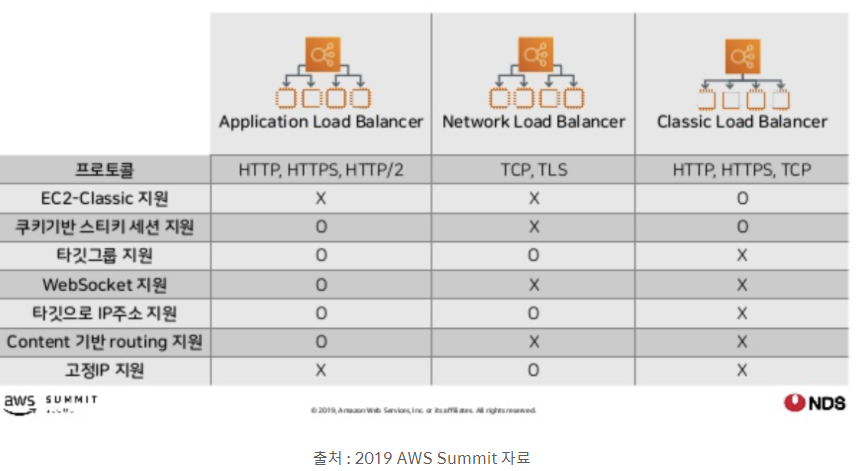 Application Load Balancer Network Load Balancer Classic Load Balancer
프로토콜 HTTP, HTTPS, HTTP/2 TCP, TLS HTTP, HTTPS, TCP
EC2-Classic 지원 X X O
쿠키기반 스티키 세션 지원 O X O
타깃그룹 지원 O O X
WebSocket 지원 O X X
타깃으로 IP주소 지원 O O X
Content 기반 routing 지원 O X X
고정IP 지원 X O X
aws SUMMIT
© 2019, Amazon Web Services, Inc. or its affiliates. All rights reserved.
NDS
출처 : 2019 AWS Summit 자료